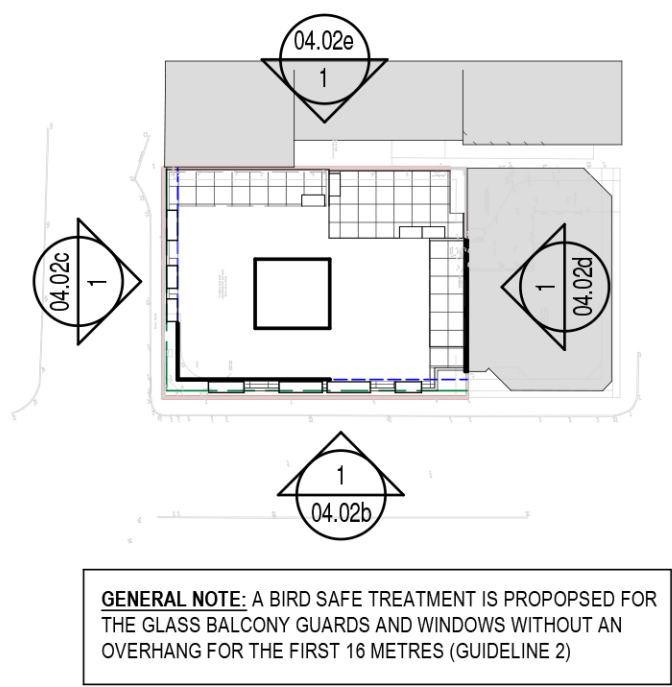 04.02e
1
04.02c
1
1
04.02d
1
04.02b
GENERAL NOTE: A BIRD SAFE TREATMENT IS PROPOPSED FOR
THE GLASS BALCONY GUARDS AND WINDOWS WITHOUT AN
OVERHANG FOR THE FIRST 16 METRES (GUIDELINE 2)